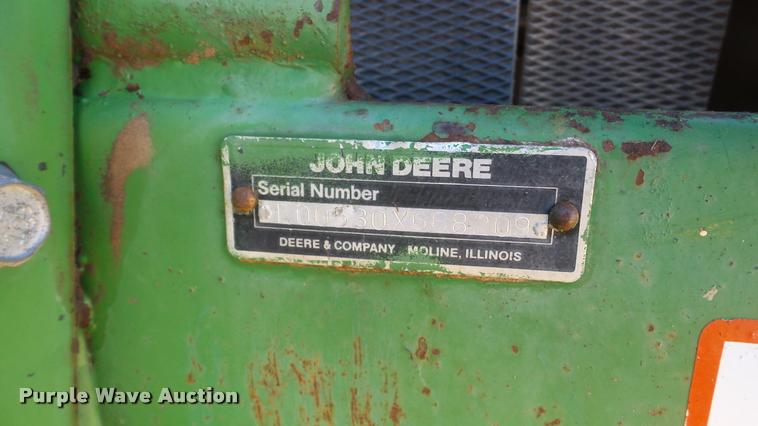 JOHN DEERE
Serial Number
DEERE & COMPANY MOLINE, ILLINOIS
Purple Wave Auction